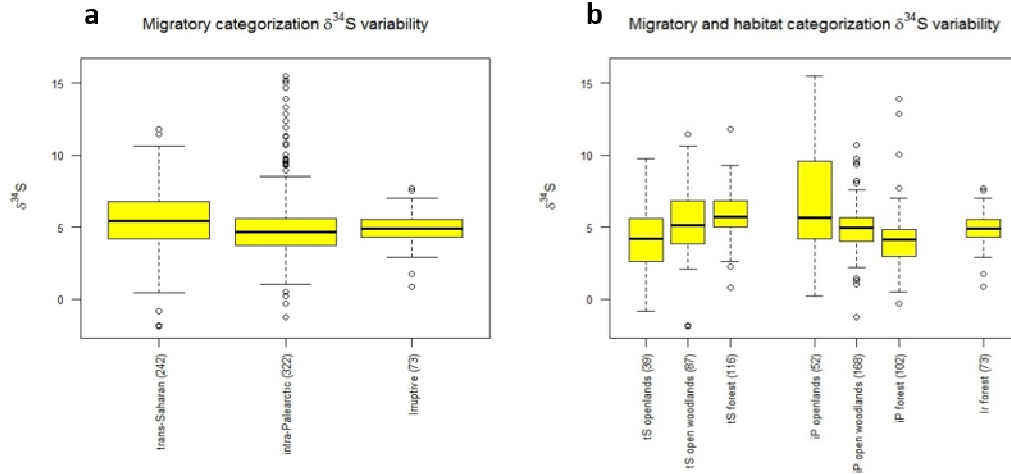 a
Migratory categorization δ³⁴S variability
δ³⁴S
15
10
5
0
trans-Saharan (242)
intra-Palearctic (322)
Irruptive (73)
b
Migratory and habitat categorization δ³⁴S variability
δ³⁴S
15
10
5
0
tS openlands (39)
tS open woodlands (87)
tS forest (116)
iP openlands (52)
iP open woodlands (168)
iP forest (102)
Ir forest (73)